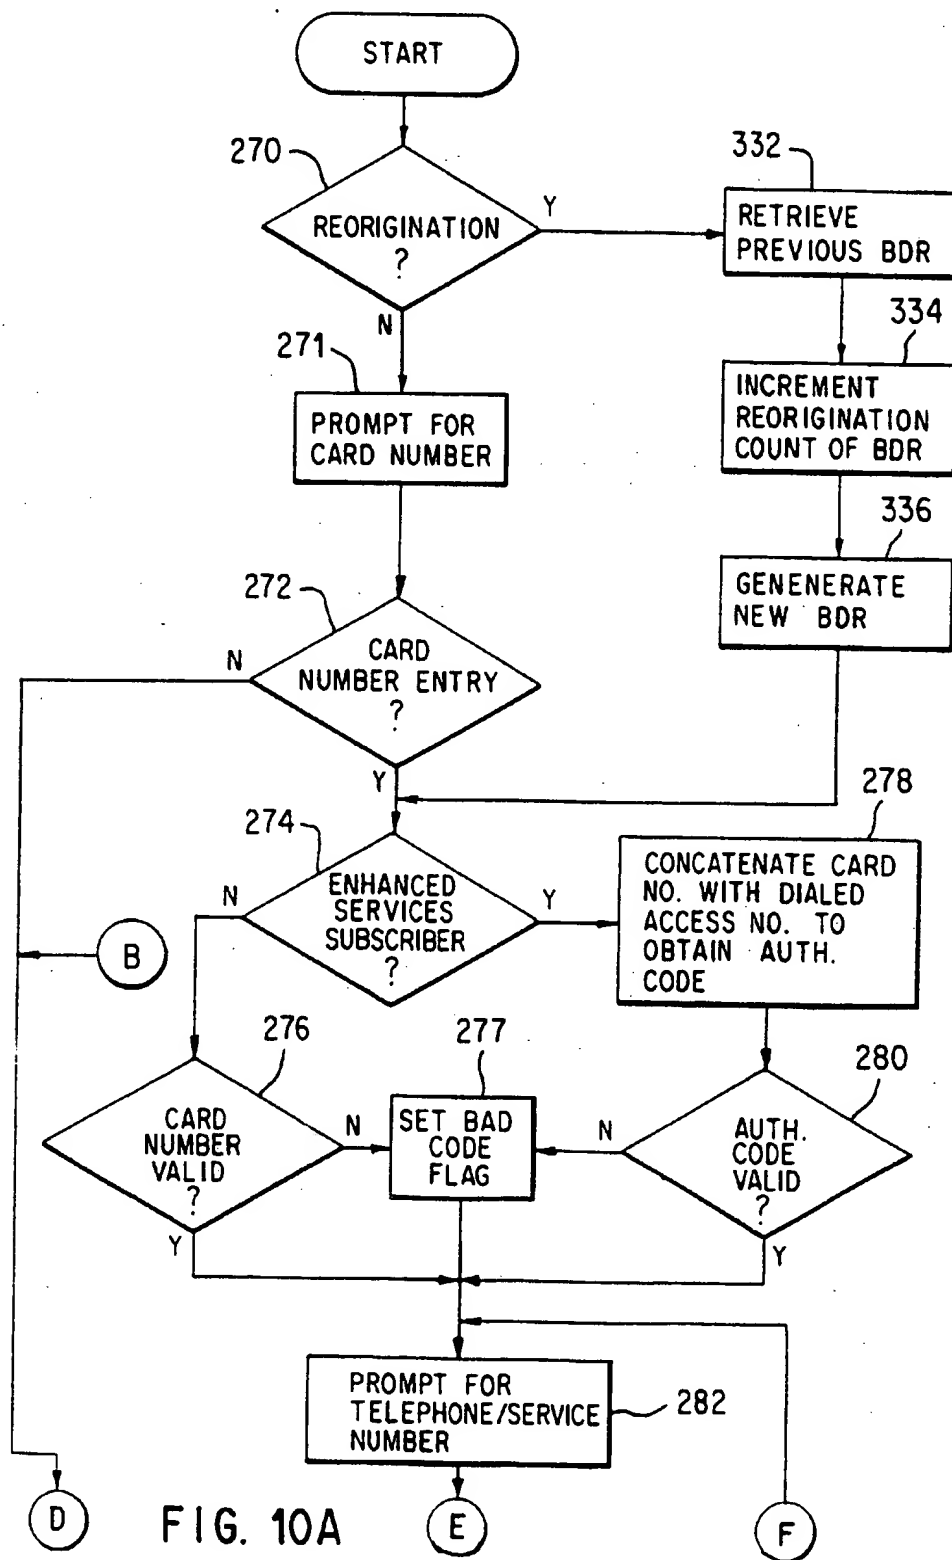 START
270
REORIGINATION
?
Y
N
332
RETRIEVE
PREVIOUS BDR
334
INCREMENT
REORIGINATION
COUNT OF BDR
336
GENENERATE
NEW BDR
271
PROMPT FOR
CARD NUMBER
272
CARD
NUMBER ENTRY
?
N
Y
274
ENHANCED
SERVICES
SUBSCRIBER
?
N
Y
278
CONCATENATE CARD
NO. WITH DIALED
ACCESS NO. TO
OBTAIN AUTH.
CODE
B
276
CARD
NUMBER
VALID
?
N
Y
277
SET BAD
CODE
FLAG
280
AUTH.
CODE
VALID
?
N
Y
PROMPT FOR
TELEPHONE/SERVICE
NUMBER
282
D
FIG. 10A
E
F